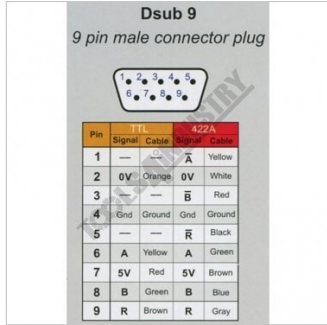 Dsub 9
9 pin male connector plug
1 2 3 4 5
6 7 8 9
Pin TTL 422A
Signal Cable Signal Cable
1 — — A̅ Yellow
2 0V Orange 0V White
3 — — B̅ Red
4 Gnd Ground Gnd Ground
5 — — R̅ Black
6 A Yellow A Green
7 5V Red 5V Brown
8 B Green B Blue
9 R Brown R Gray
TOOLS4INDUSTRY